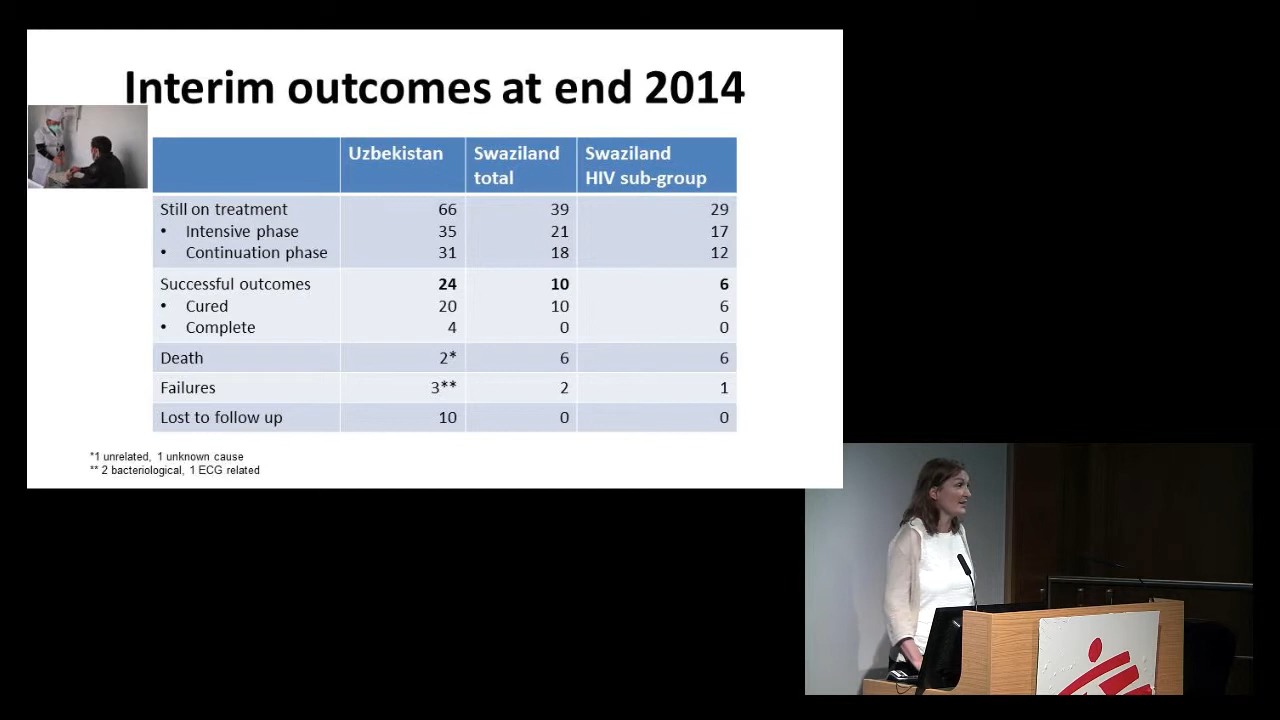 Interim outcomes at end 2014
Uzbekistan Swaziland total Swaziland HIV sub-group
Still on treatment 66 39 29
• Intensive phase 35 21 17
• Continuation phase 31 18 12
Successful outcomes 24 10 6
• Cured 20 10 6
• Complete 4 0 0
Death 2* 6 6
Failures 3** 2 1
Lost to follow up 10 0 0
*1 unrelated, 1 unknown cause
** 2 bacteriological, 1 ECG related